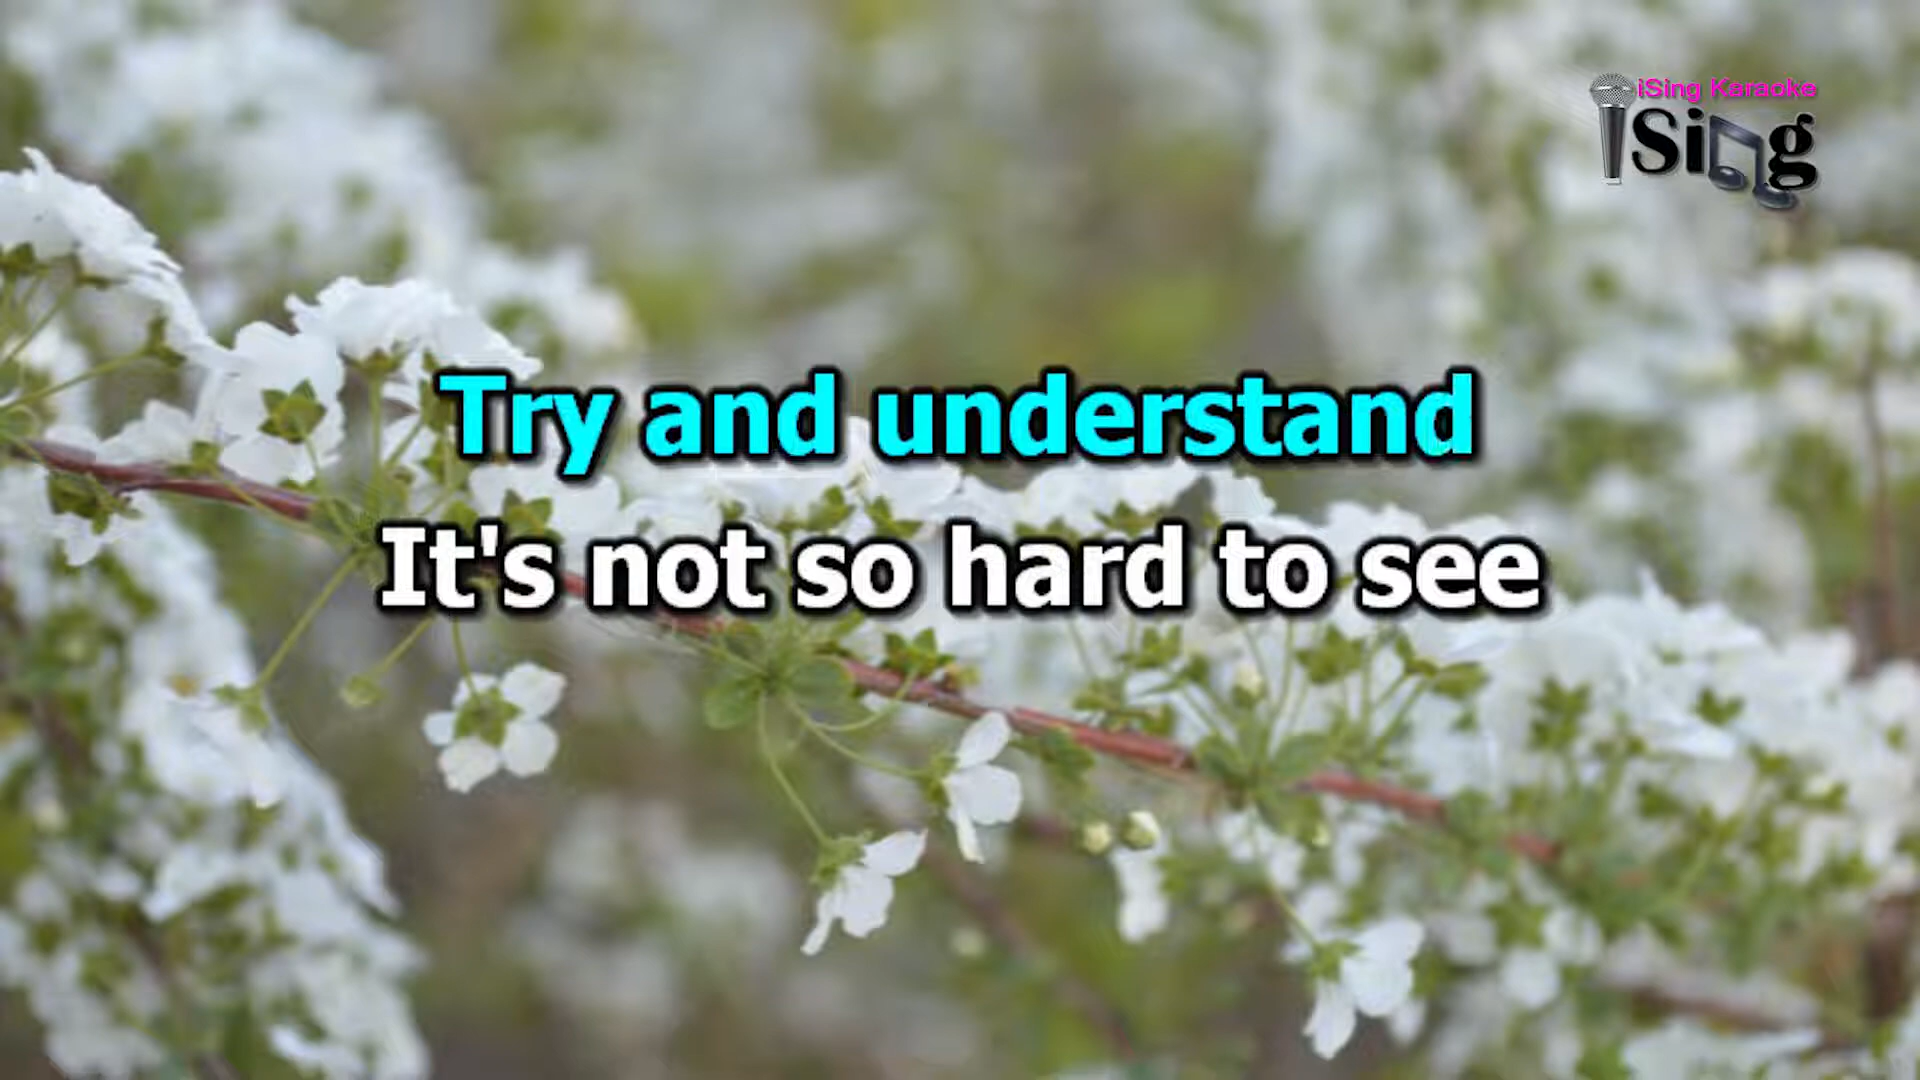 iSing Karaoke
iSing
Try and understand
It's not so hard to see